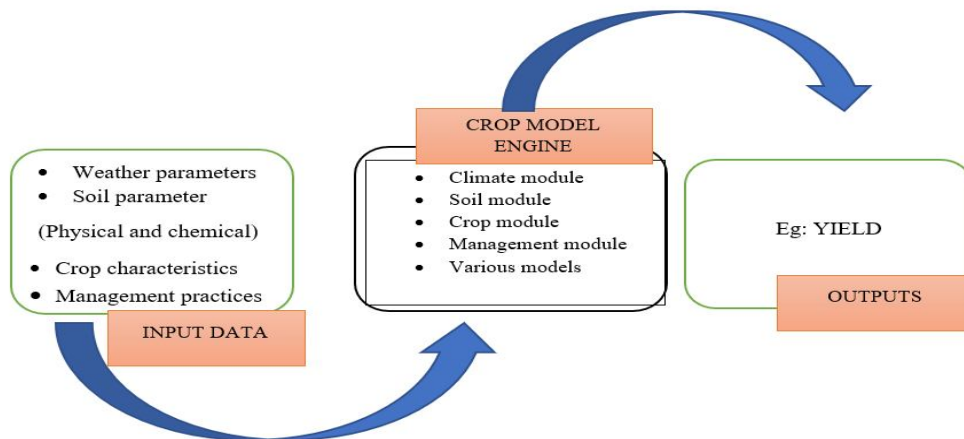 • Weather parameters
• Soil parameter
(Physical and chemical)
• Crop characteristics
• Management practices
INPUT DATA
CROP MODEL
ENGINE
• Climate module
• Soil module
• Crop module
• Management module
• Various models
Eg: YIELD
OUTPUTS